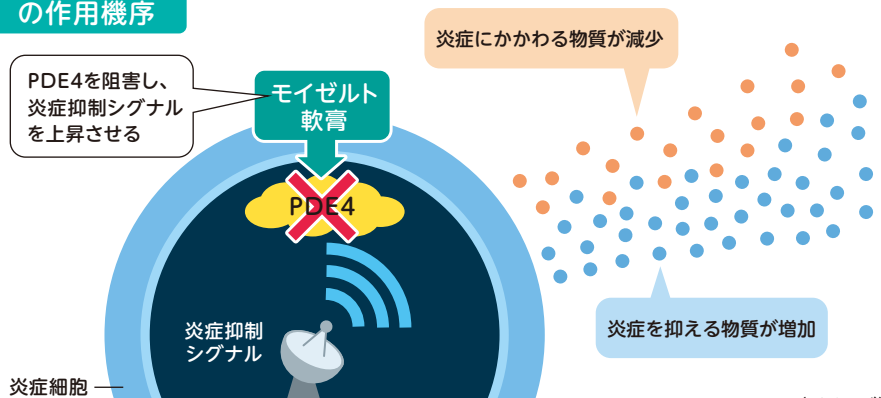 の作用機序
炎症にかかわる物質が減少
PDE4を阻害し、
炎症抑制シグナル
を上昇させる
モイゼルト
軟膏
PDE4
炎症抑制
シグナル
炎症を抑える物質が増加
炎症細胞